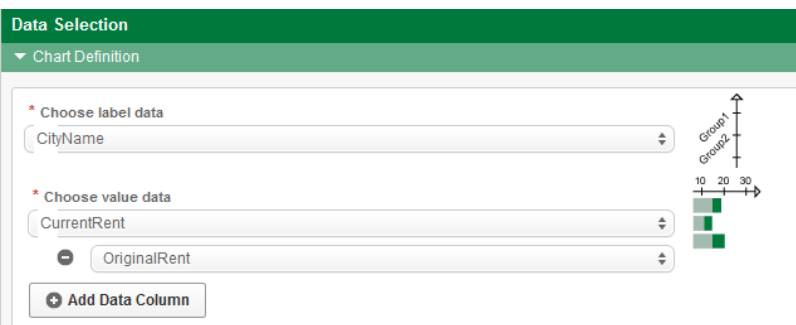 Data Selection
Chart Definition
* Choose label data
CityName
Group1
Group2
* Choose value data
10 20 30
CurrentRent
OriginalRent
Add Data Column